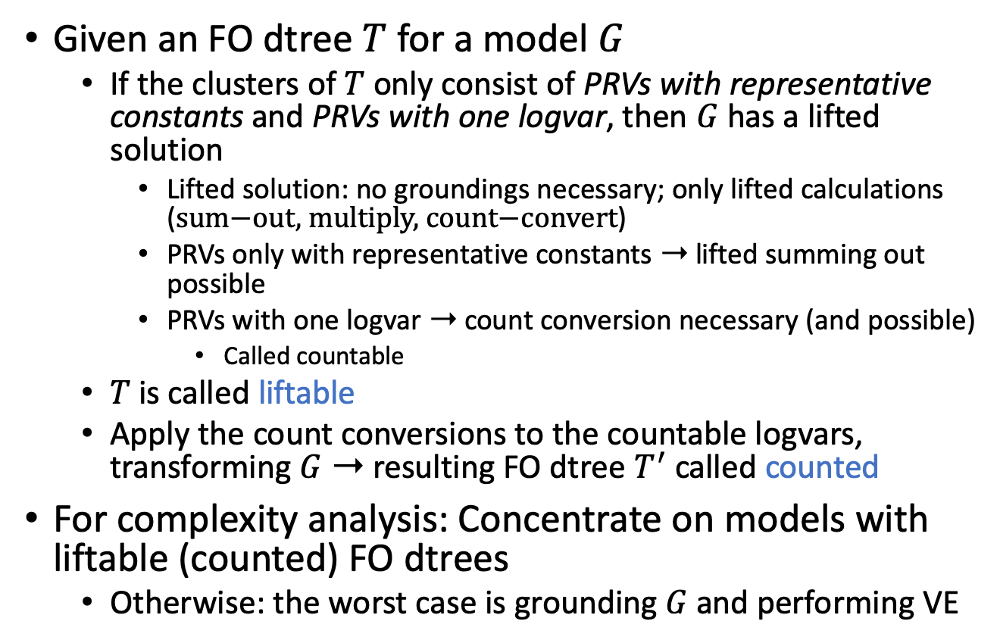 • Given an FO dtree 𝑇 for a model 𝐺
• If the clusters of 𝑇 only consist of PRVs with representative
constants and PRVs with one logvar, then 𝐺 has a lifted
solution
• Lifted solution: no groundings necessary; only lifted calculations
(sum−out, multiply, count−convert)
• PRVs only with representative constants → lifted summing out
possible
• PRVs with one logvar → count conversion necessary (and possible)
• Called countable
• 𝑇 is called liftable
• Apply the count conversions to the countable logvars,
transforming 𝐺 → resulting FO dtree 𝑇′ called counted
• For complexity analysis: Concentrate on models with
liftable (counted) FO dtrees
• Otherwise: the worst case is grounding 𝐺 and performing VE